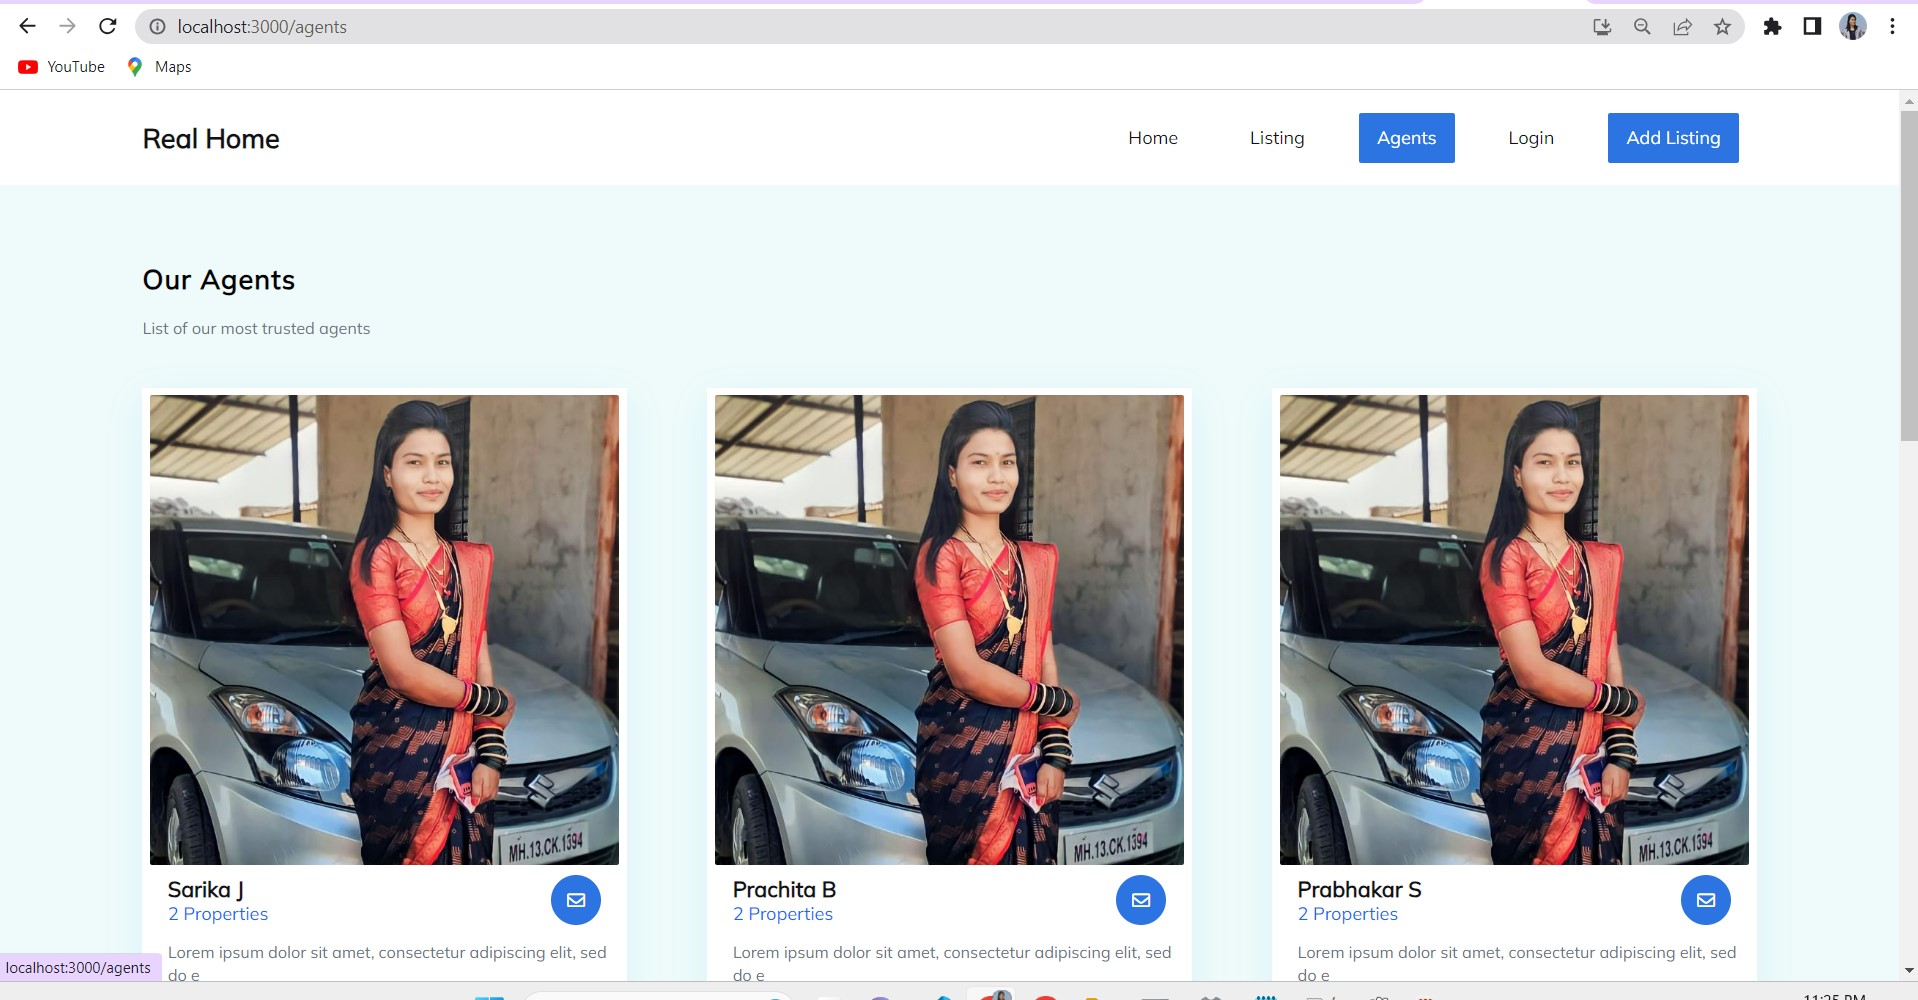 localhost:3000/agents
YouTube Maps
Real Home Home Listing Agents Login Add Listing
Our Agents
List of our most trusted agents
MH.13.CK.1394 MH.13.CK.1394 MH.13.CK.1394
Sarika J
2 Properties
Lorem ipsum dolor sit amet, consectetur adipiscing elit, sed
do e
Prachita B
2 Properties
Lorem ipsum dolor sit amet, consectetur adipiscing elit, sed
do e
Prabhakar S
2 Properties
Lorem ipsum dolor sit amet, consectetur adipiscing elit, sed
do e
localhost:3000/agents
11:25 PM